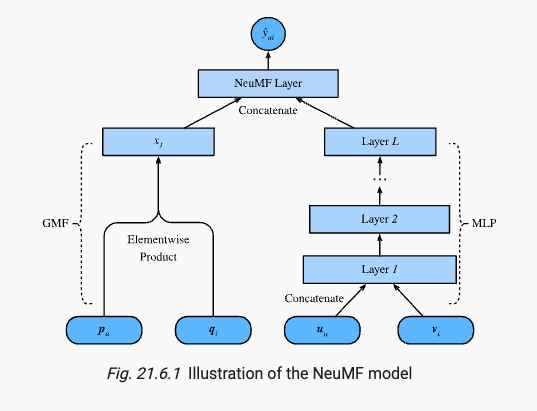 ŷui
NeuMF Layer
Concatenate
xj
Layer L
...
GMF
Layer 2
MLP
Elementwise
Product
Layer 1
Concatenate
pu
qi
uu
vi
Fig. 21.6.1 Illustration of the NeuMF model